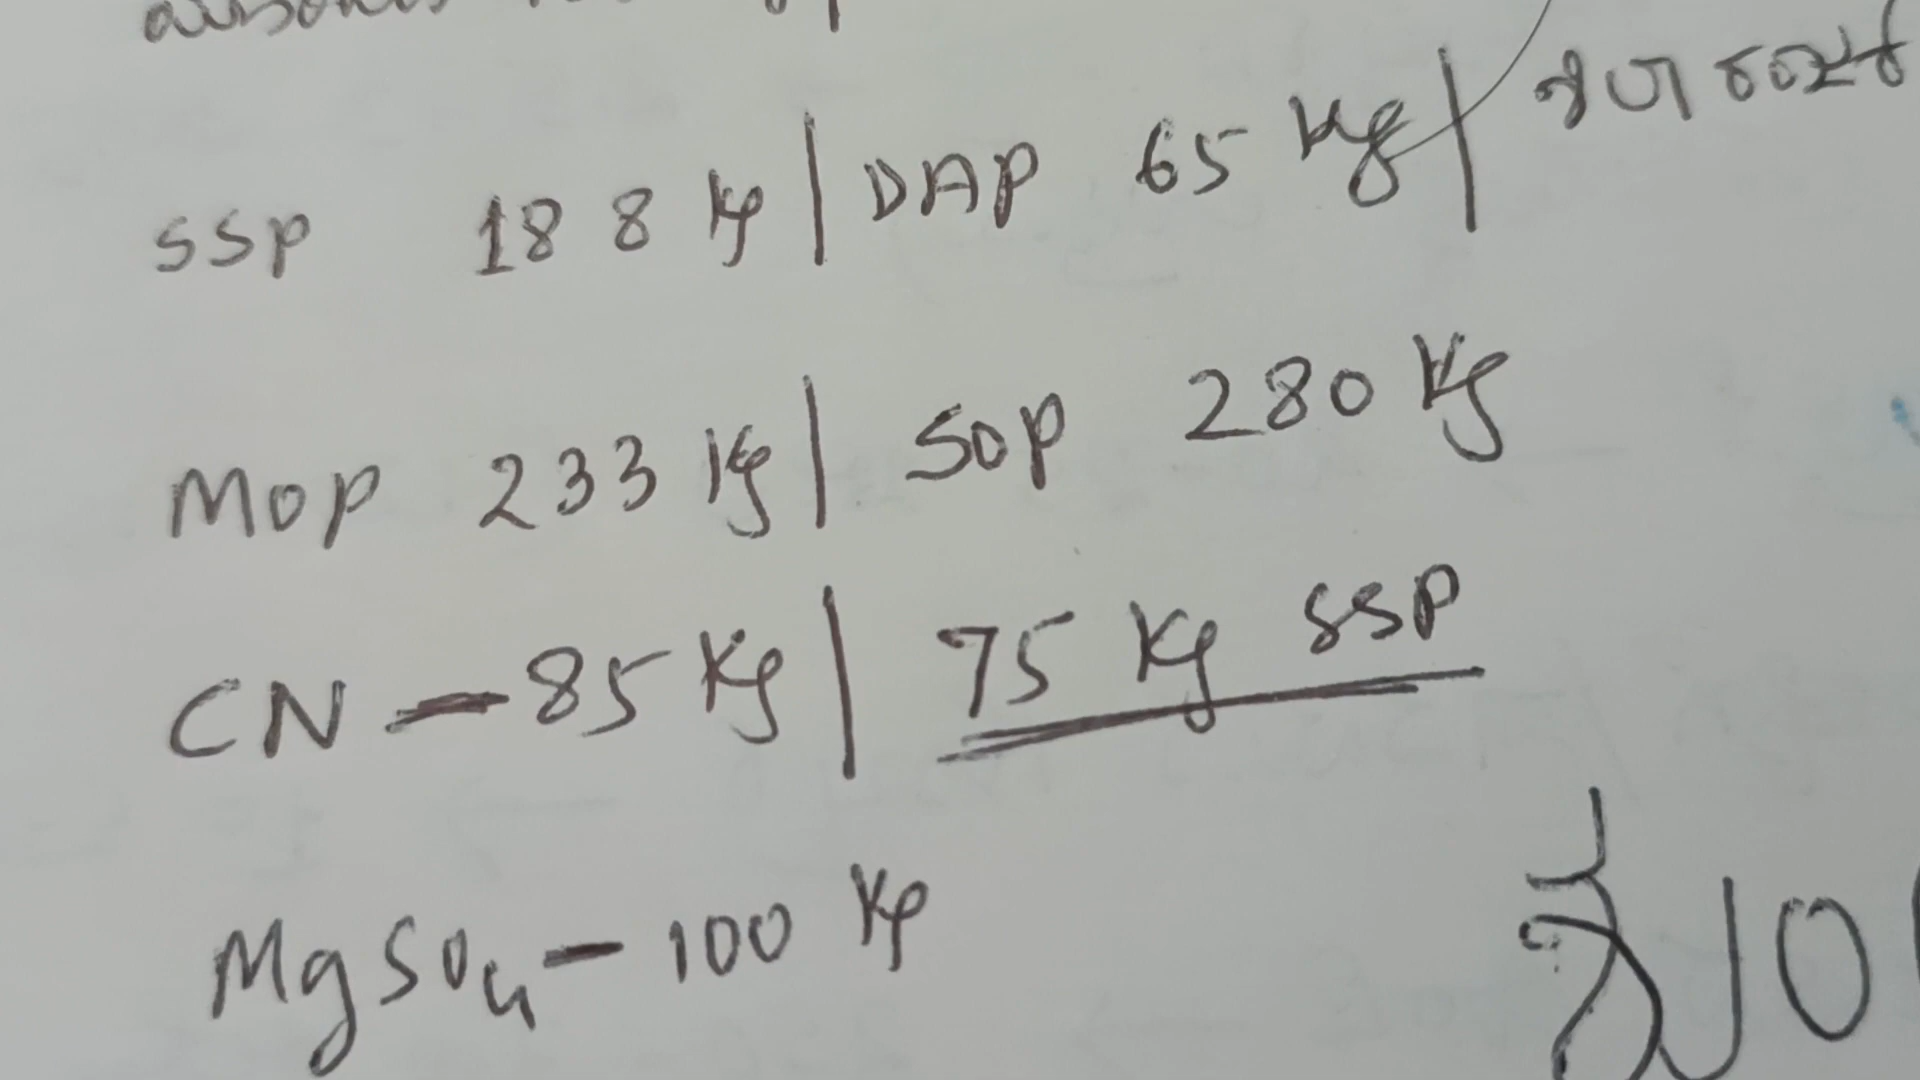 SSP 188 Kg | DAP 65 Kg |
MOP 233 Kg | SOP 280 Kg
CN - 85 Kg | 75 Kg SSP
MgSO4 - 100 Kg